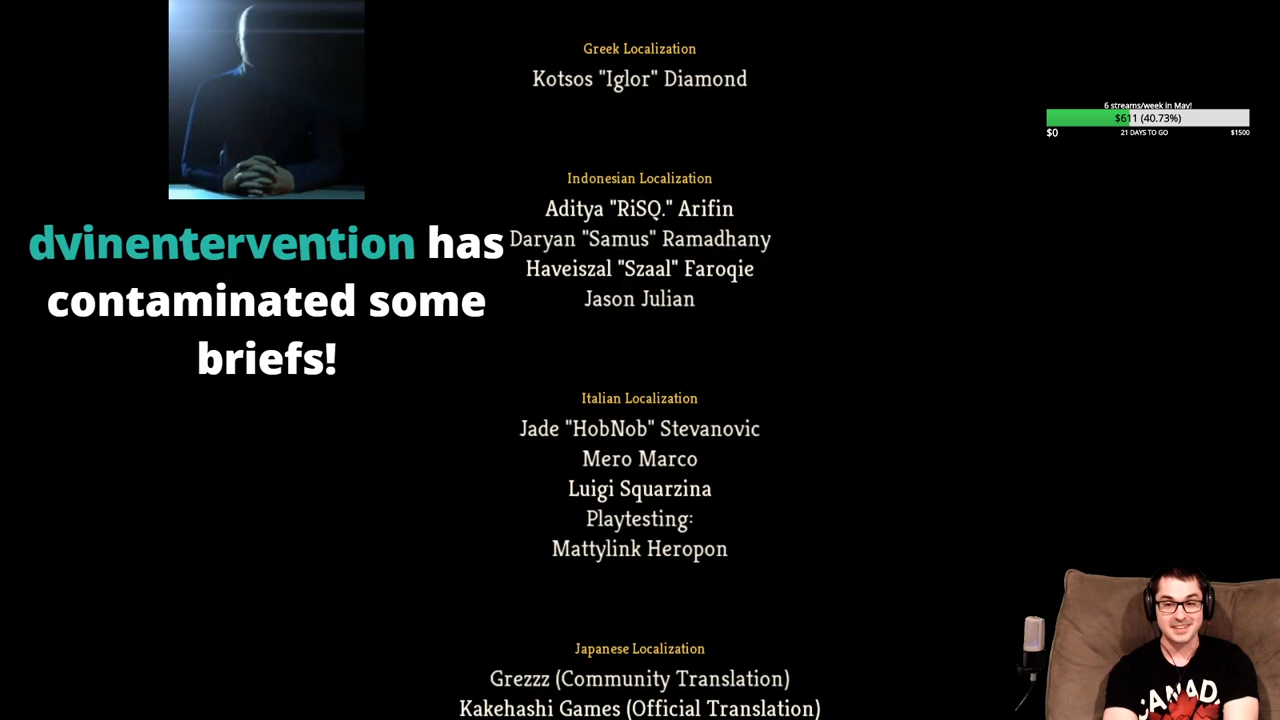 Greek Localization
Kotsos "Iglor" Diamond
6 streams/week in May!
$611 (40.73%)
$0
21 DAYS TO GO
$1500
Indonesian Localization
Aditya "RiSQ." Arifin
Daryan "Samus" Ramadhany
Haveiszal "Szaal" Faroqie
Jason Julian
dvinentervention has
contaminated some
briefs!
Italian Localization
Jade "HobNob" Stevanovic
Mero Marco
Luigi Squarzina
Playtesting:
Mattylink Heropon
Japanese Localization
Grezzz (Community Translation)
Kakehashi Games (Official Translation)
CANAD